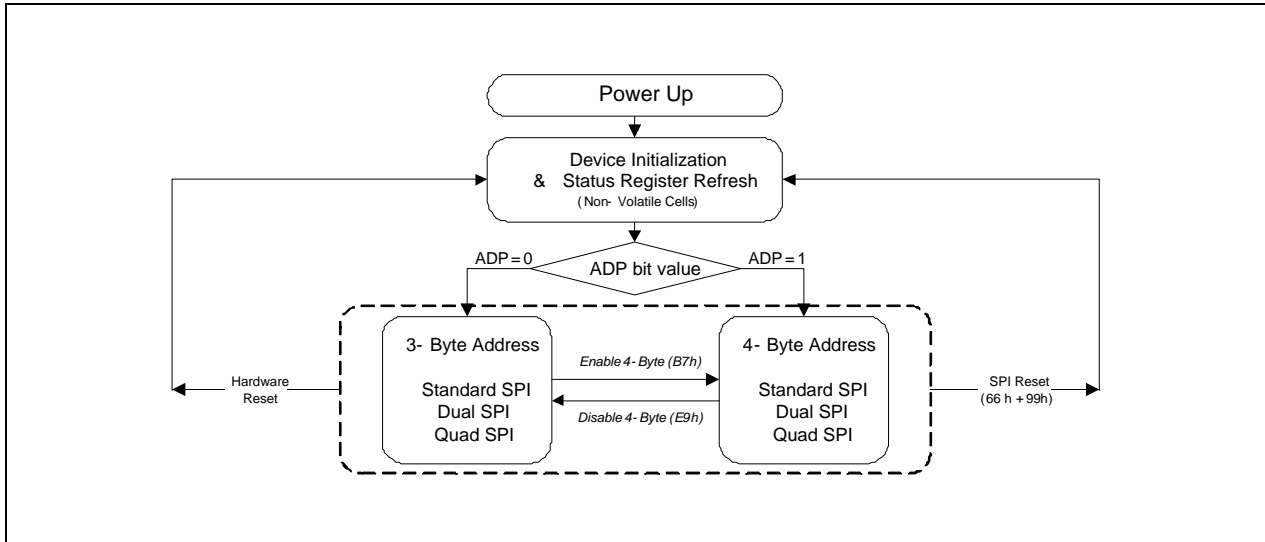 Power Up
Device Initialization
& Status Register Refresh
( Non- Volatile Cells)
ADP = 0
ADP bit value
ADP = 1
3- Byte Address
Standard SPI
Dual SPI
Quad SPI
Enable 4- Byte (B7h)
Disable 4- Byte (E9h)
4- Byte Address
Standard SPI
Dual SPI
Quad SPI
Hardware
Reset
SPI Reset
(66 h + 99h)